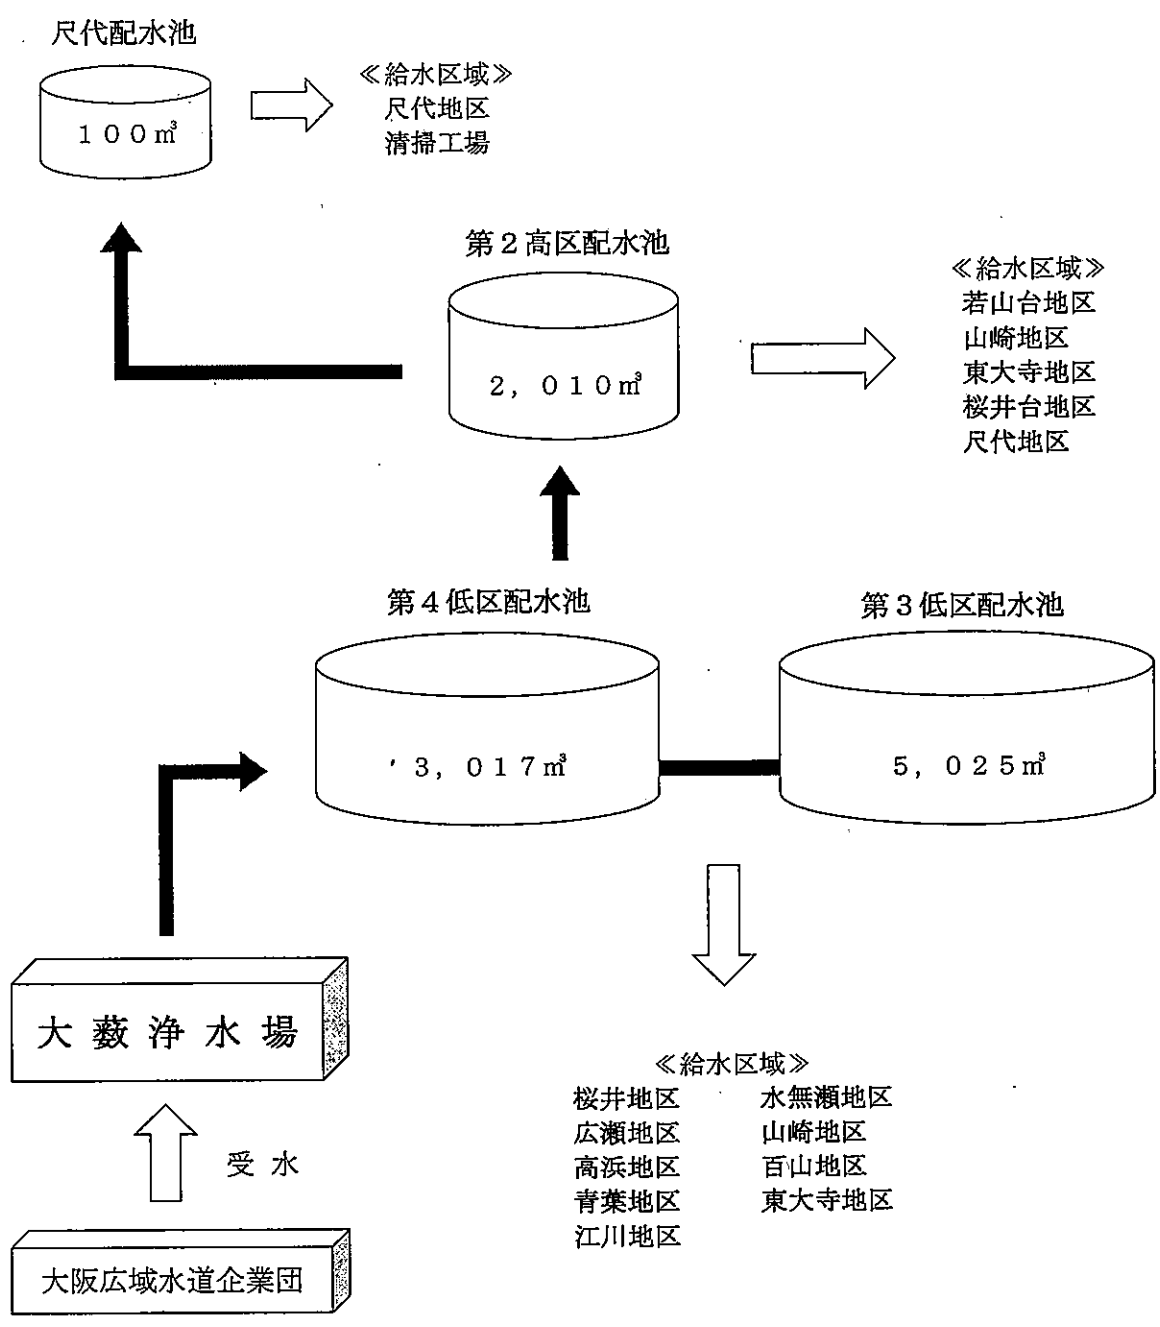 尺代配水池
100㎥
≪給水区域≫
尺代地区
清掃工場
第2高区配水池
2,010㎥
≪給水区域≫
若山台地区
山崎地区
東大寺地区
桜井台地区
尺代地区
第4低区配水池
3,017㎥
第3低区配水池
5,025㎥
大薮浄水場
受水
大阪広域水道企業団
≪給水区域≫
桜井地区 水無瀬地区
広瀬地区 山崎地区
高浜地区 百山地区
青葉地区 東大寺地区
江川地区